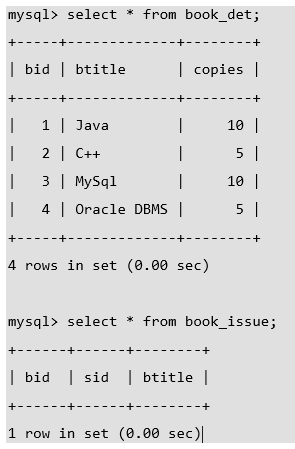 mysql> select * from book_det;
+-----+-------------+--------+
| bid | btitle      | copies |
+-----+-------------+--------+
|   1 | Java        |     10 |
|   2 | C++         |      5 |
|   3 | MySql       |     10 |
|   4 | Oracle DBMS |      5 |
+-----+-------------+--------+
4 rows in set (0.00 sec)
mysql> select * from book_issue;
+------+------+--------+
| bid  | sid  | btitle |
+------+------+--------+
1 row in set (0.00 sec)